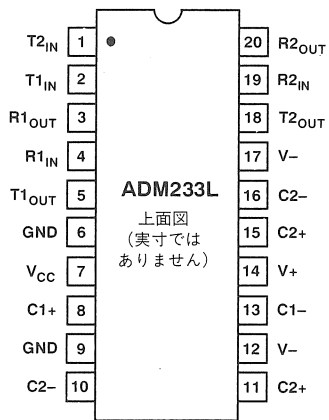 T2IN 1 20 R2OUT
T1IN 2 19 R2IN
R1OUT 3 18 T2OUT
R1IN 4 17 V–
T1OUT 5 16 C2–
GND 6 15 C2+
VCC 7 14 V+
C1+ 8 13 C1–
GND 9 12 V–
C2– 10 11 C2+
ADM233L
上面図
(実寸では
ありません)